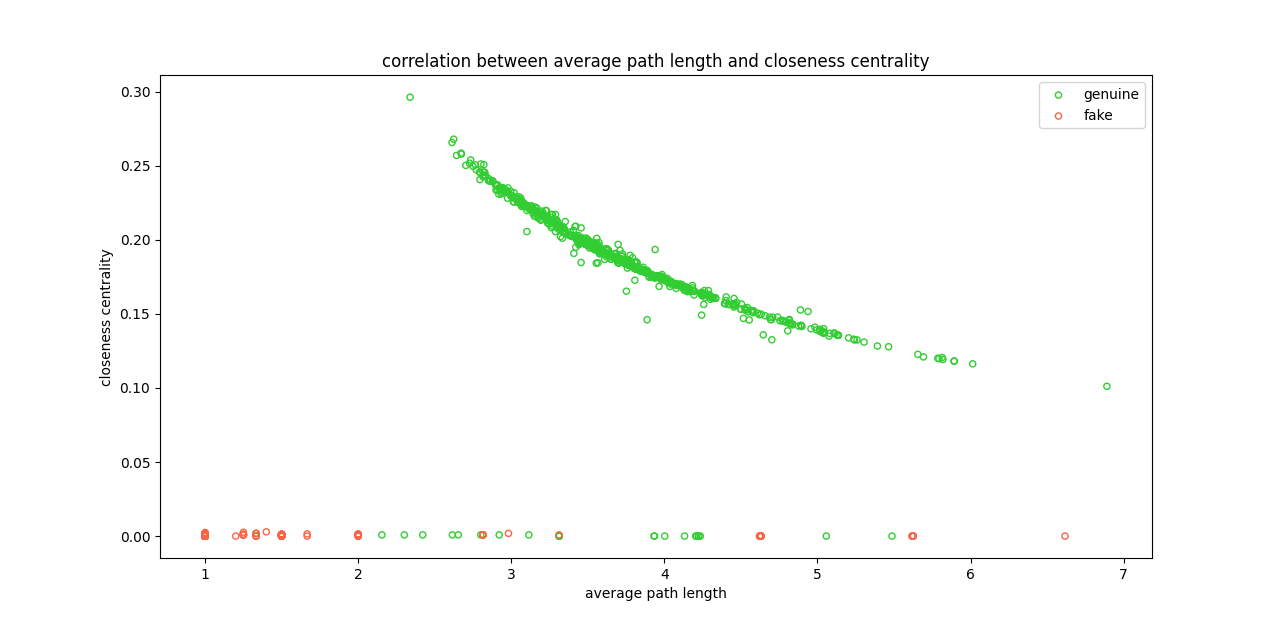 correlation between average path length and closeness centrality
genuine
fake
closeness centrality
0.30
0.25
0.20
0.15
0.10
0.05
0.00
1 2 3 4 5 6 7
average path length